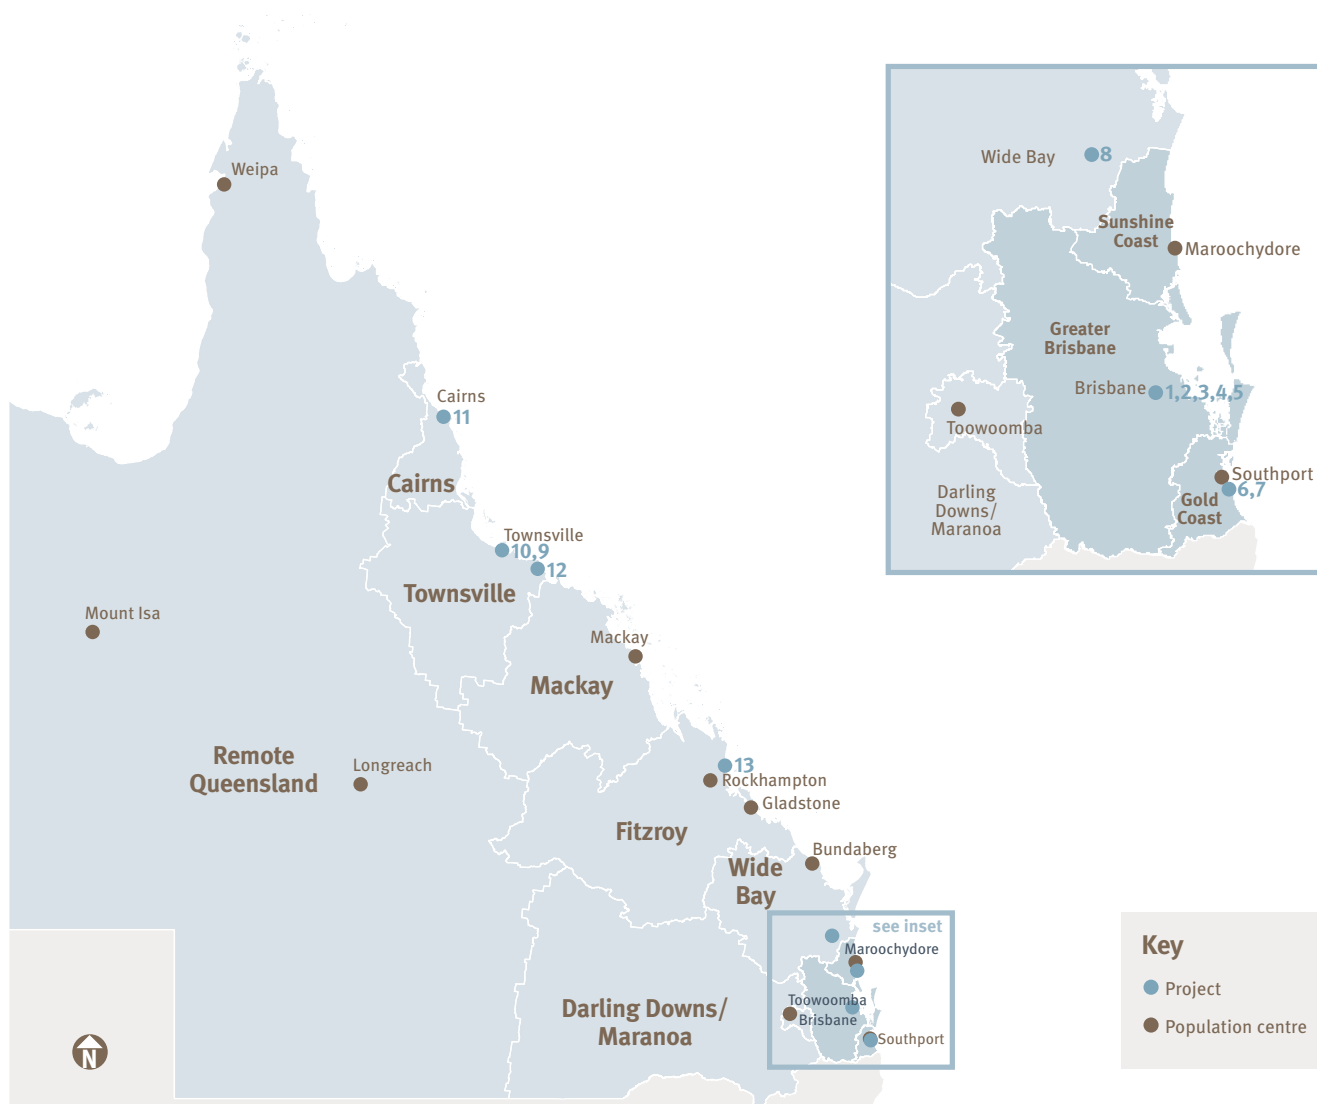 Weipa
Cairns
11
Cairns
Townsville
10,9
12
Townsville
Mount Isa
Mackay
Mackay
Remote
Queensland
Longreach
13
Rockhampton
Gladstone
Fitzroy
Bundaberg
Wide
Bay
see inset
Maroochydore
Toowoomba
Brisbane
Southport
Darling Downs/
Maranoa
N
Wide Bay
8
Sunshine
Coast
Maroochydore
Greater
Brisbane
Brisbane
1,2,3,4,5
Toowoomba
Southport
6,7
Gold
Coast
Darling
Downs/
Maranoa
Key
Project
Population centre